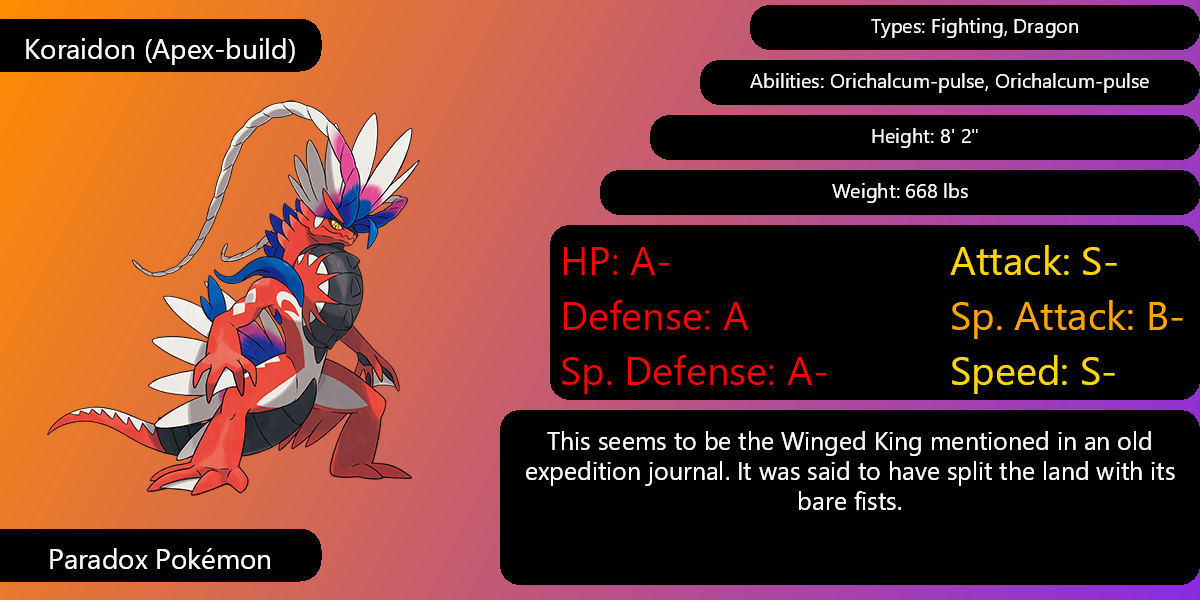 Koraidon (Apex-build)
Types: Fighting, Dragon
Abilities: Orichalcum-pulse, Orichalcum-pulse
Height: 8' 2"
Weight: 668 lbs
HP: A-
Attack: S-
Defense: A
Sp. Attack: B-
Sp. Defense: A-
Speed: S-
This seems to be the Winged King mentioned in an old
expedition journal. It was said to have split the land with its
bare fists.
Paradox Pokémon